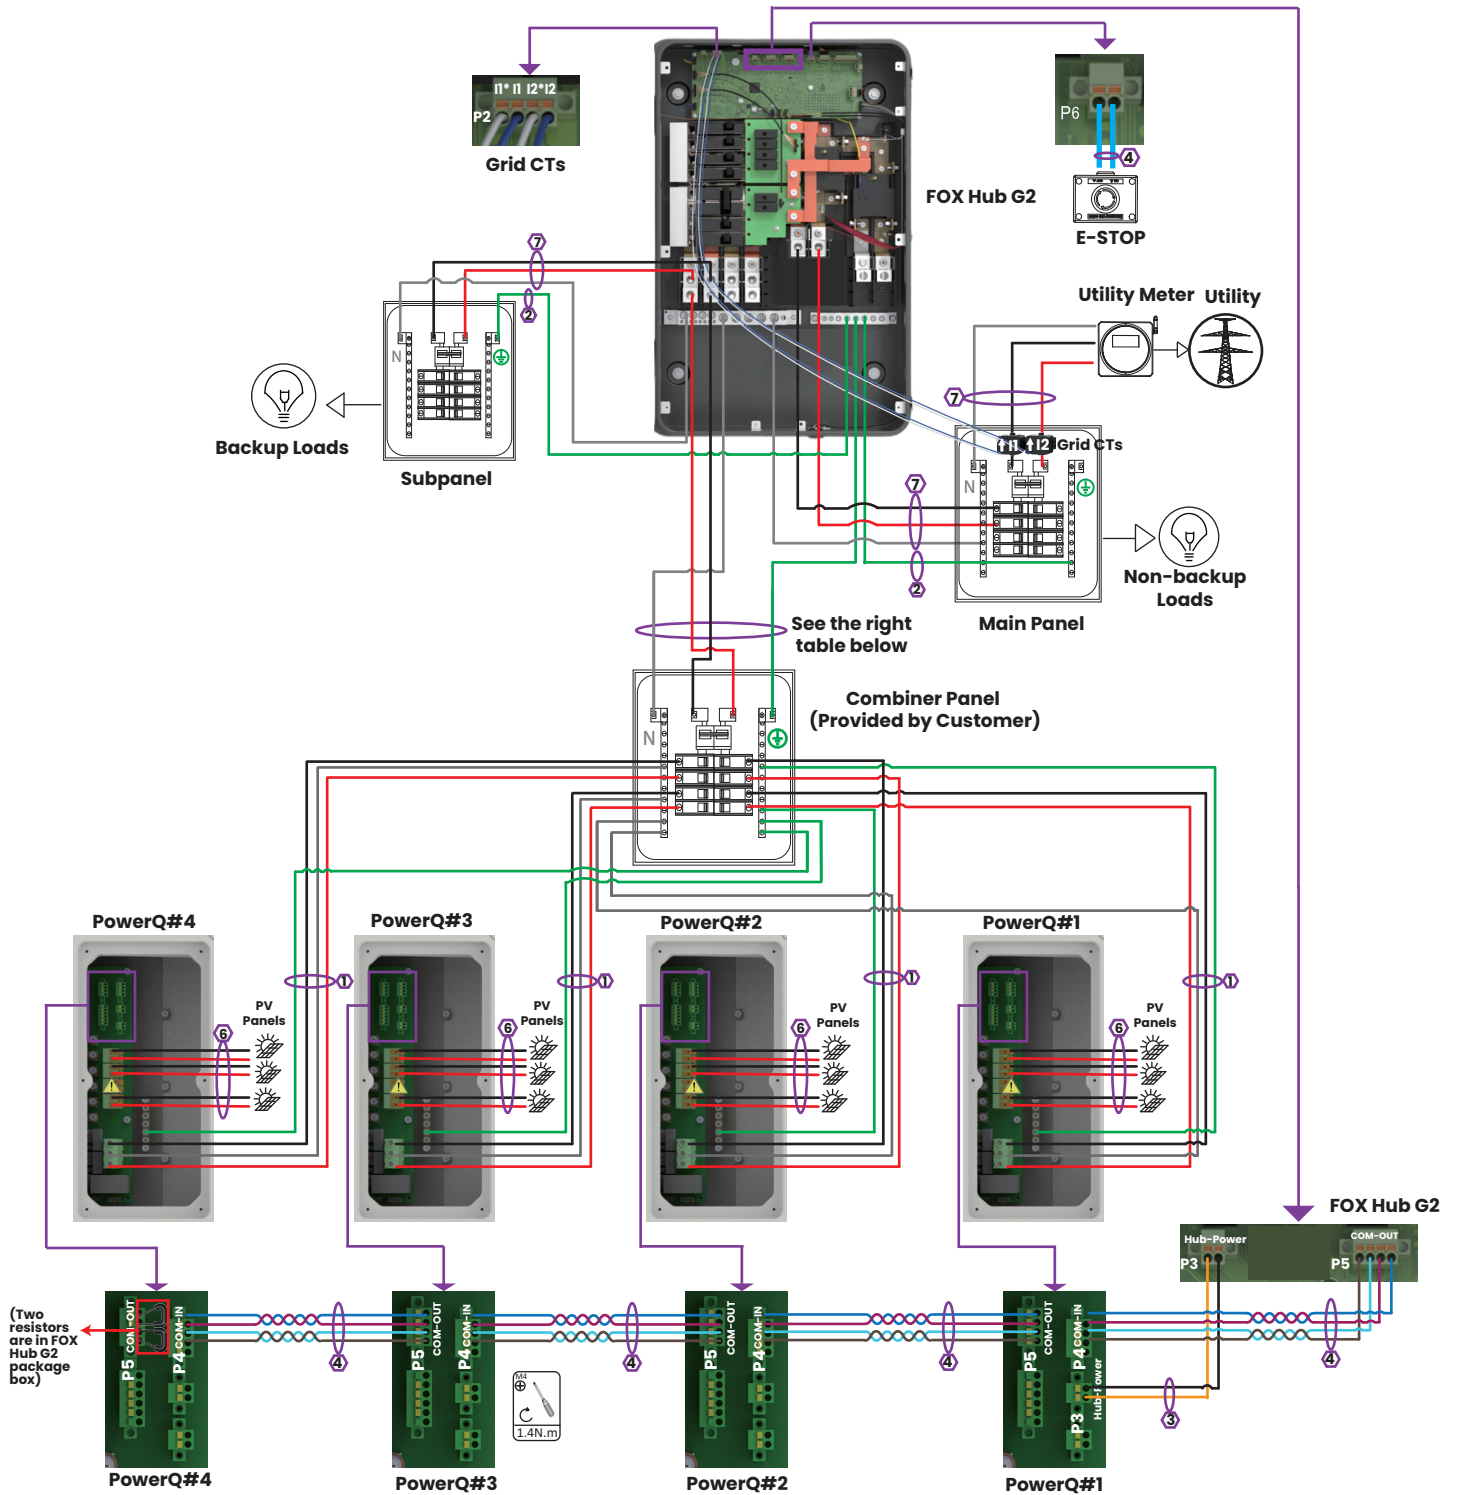 I1* I1 I2* I2
P2
Grid CTs
P6
4
E-STOP
FOX Hub G2
7
2
N
Backup Loads
Subpanel
Utility Meter
Utility
7
I1
I2
Grid CTs
N
7
2
Main Panel
Non-backup
Loads
See the right
table below
Combiner Panel
(Provided by Customer)
N
PowerQ#4
PowerQ#3
PowerQ#2
PowerQ#1
1
1
1
1
PV
Panels
PV
Panels
PV
Panels
PV
Panels
6
6
6
6
FOX Hub G2
Hub-Power
COM-OUT
P3
P5
(Two
resistors
are in FOX
Hub G2
package
box)
COM-OUT
COM-IN
P5
P4
4
COM-OUT
COM-IN
P5
P4
4
COM-OUT
COM-IN
P5
P4
4
COM-OUT
COM-IN
P5
P4
Hub-Power
P3
4
3
M4
1.4N.m
PowerQ#4
PowerQ#3
PowerQ#2
PowerQ#1